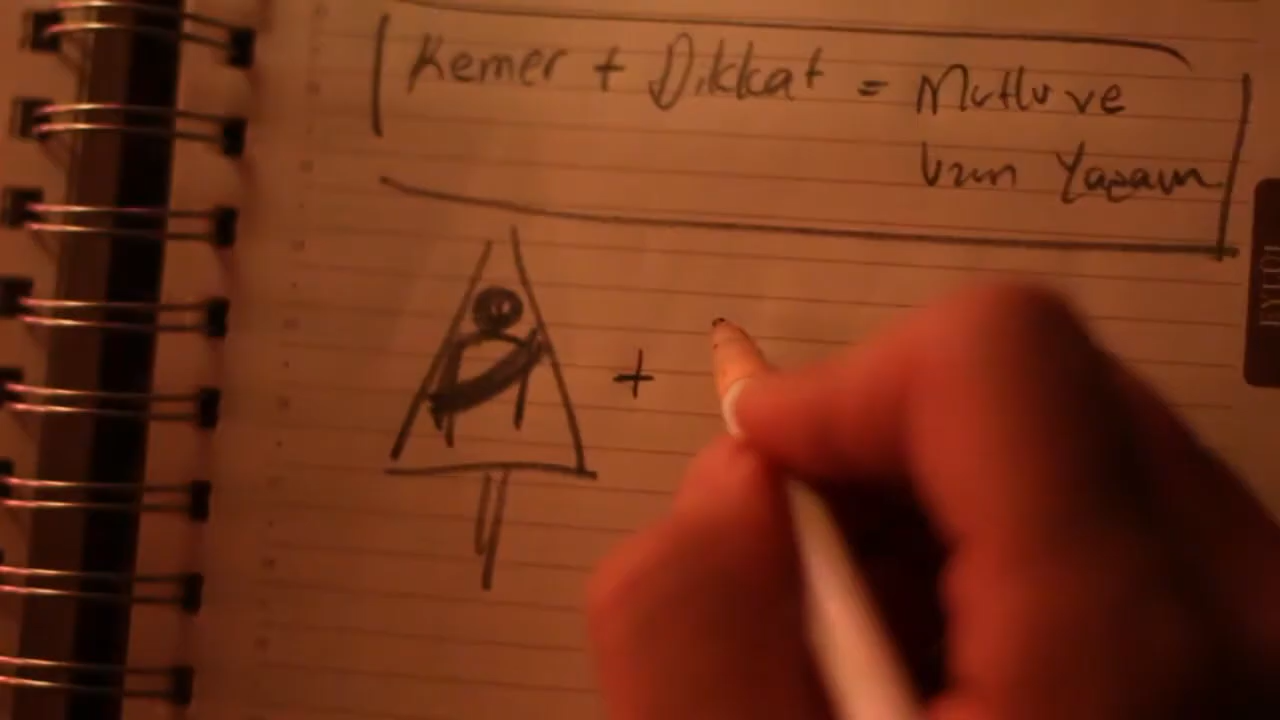 Kemer + Dikkat = Mutlu ve
Uzun Yaşam
+